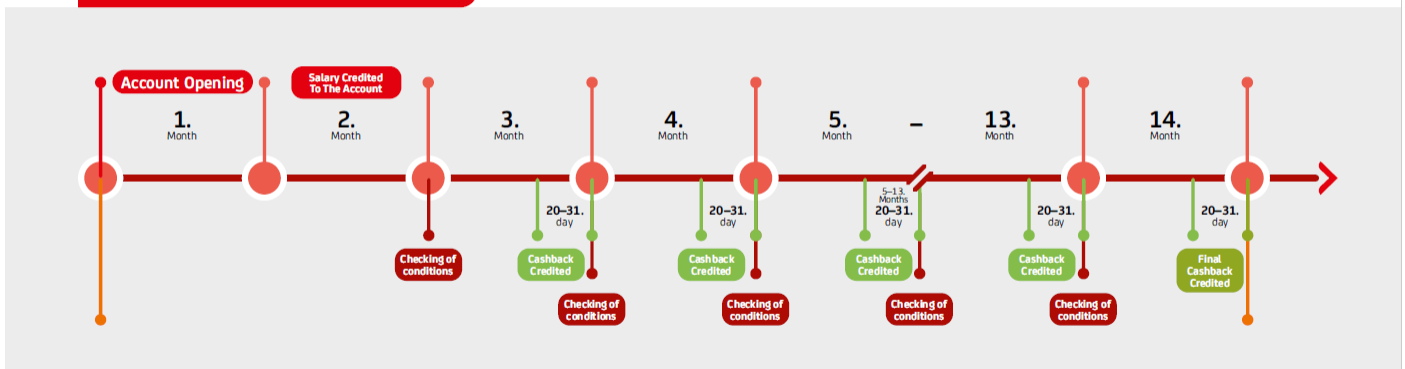 Account Opening
Salary Credited
To The Account
1.
Month
2.
Month
3.
Month
4.
Month
5.
Month
–
13.
Month
14.
Month
20–31.
day
20–31.
day
5–13.
Months
20–31.
day
20–31.
day
20–31.
day
Checking of
conditions
Cashback
Credited
Cashback
Credited
Cashback
Credited
Cashback
Credited
Final
Cashback
Credited
Checking of
conditions
Checking of
conditions
Checking of
conditions
Checking of
conditions